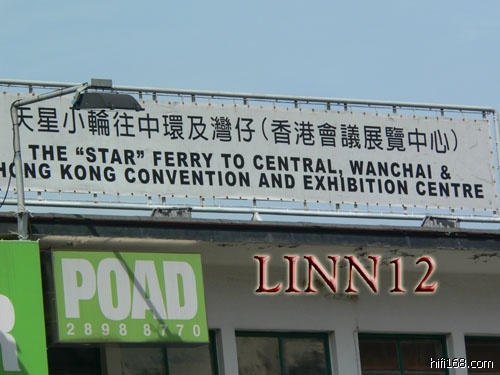 天星小輪往中環及灣仔(香港會議展覽中心)
THE "STAR" FERRY TO CENTRAL, WANCHAI &
HONG KONG CONVENTION AND EXHIBITION CENTRE
POAD
2898 8770
LINN12
R
hifi168.com